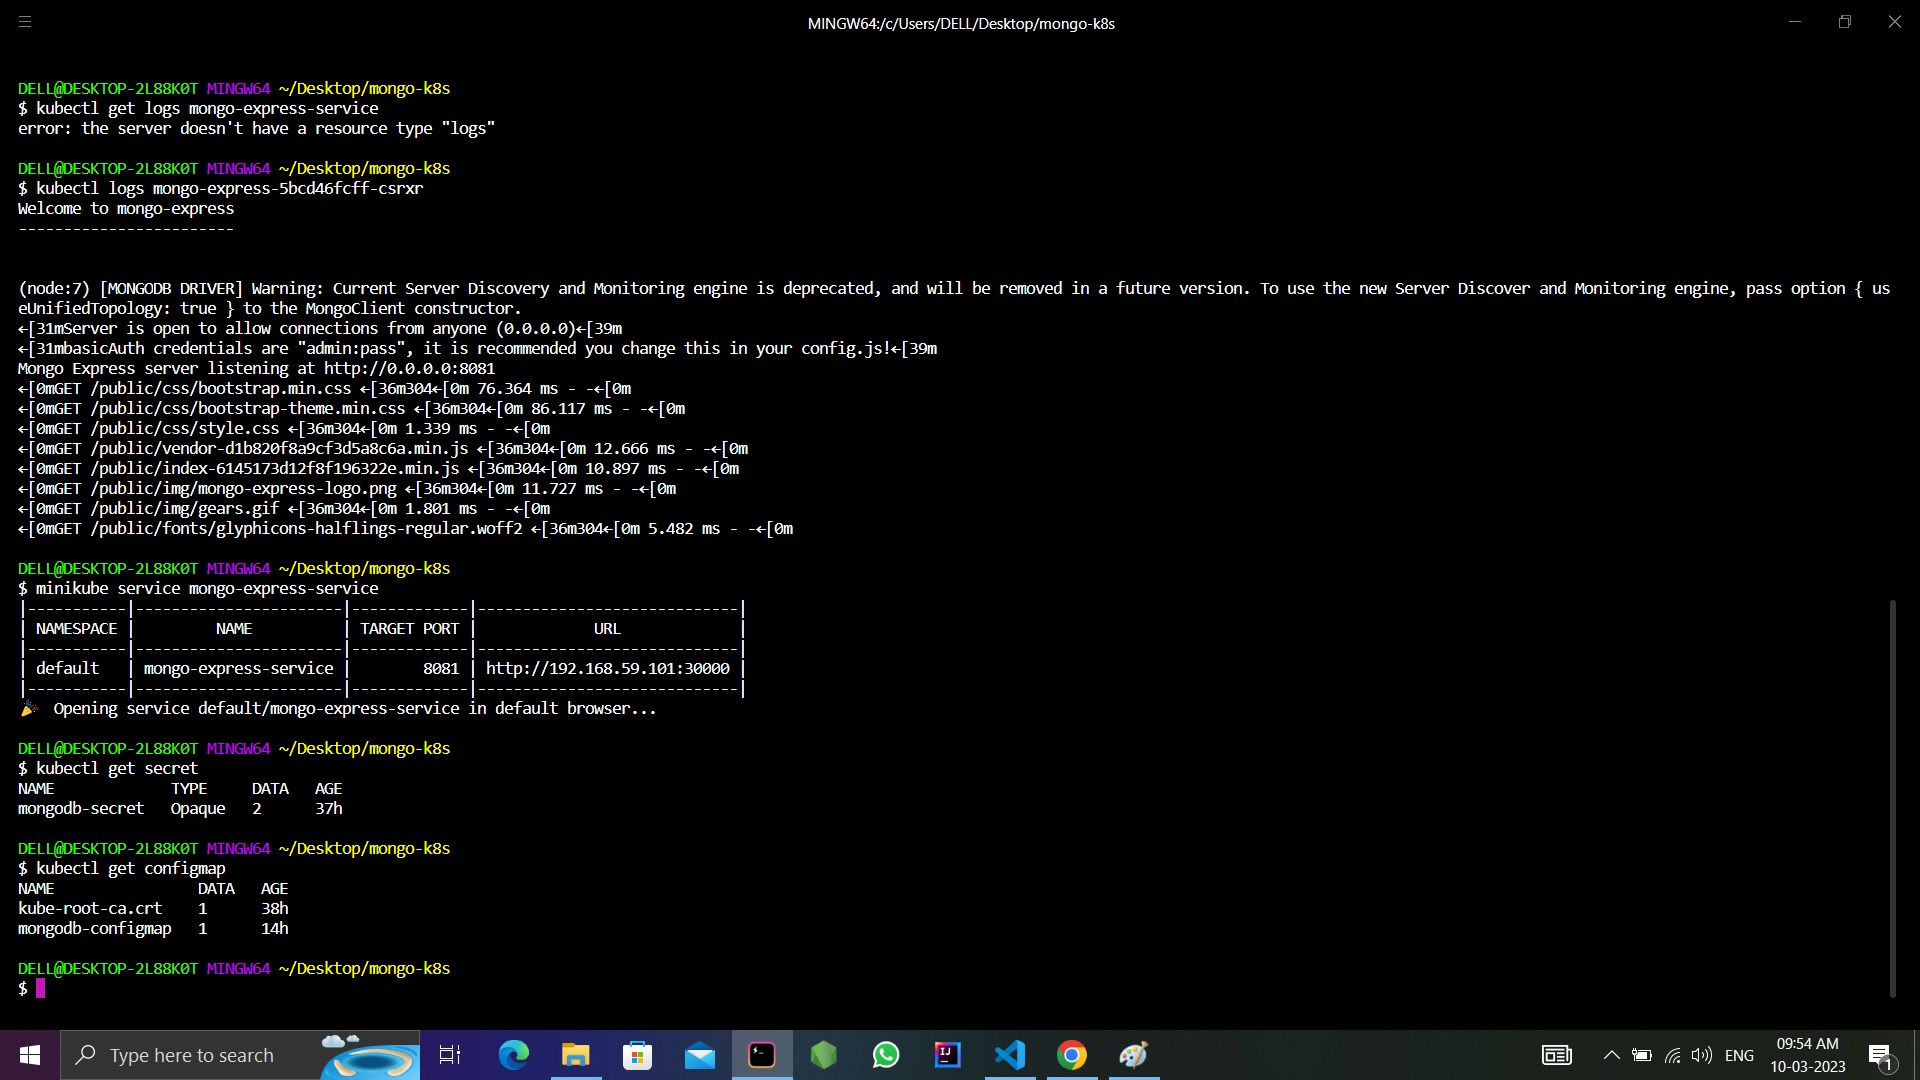 MINGW64:/c/Users/DELL/Desktop/mongo-k8s
DELL@DESKTOP-2L88K0T MINGW64 ~/Desktop/mongo-k8s
$ kubectl get logs mongo-express-service
error: the server doesn't have a resource type "logs"
DELL@DESKTOP-2L88K0T MINGW64 ~/Desktop/mongo-k8s
$ kubectl logs mongo-express-5bcd46fcff-csrxr
Welcome to mongo-express
------------------------
(node:7) [MONGODB DRIVER] Warning: Current Server Discovery and Monitoring engine is deprecated, and will be removed in a future version. To use the new Server Discover and Monitoring engine, pass option { us
eUnifiedTopology: true } to the MongoClient constructor.
←[31mServer is open to allow connections from anyone (0.0.0.0)←[39m
←[31mbasicAuth credentials are "admin:pass", it is recommended you change this in your config.js!←[39m
Mongo Express server listening at http://0.0.0.0:8081
←[0mGET /public/css/bootstrap.min.css ←[36m304←[0m 76.364 ms - -←[0m
←[0mGET /public/css/bootstrap-theme.min.css ←[36m304←[0m 86.117 ms - -←[0m
←[0mGET /public/css/style.css ←[36m304←[0m 1.339 ms - -←[0m
←[0mGET /public/vendor-d1b820f8a9cf3d5a8c6a.min.js ←[36m304←[0m 12.666 ms - -←[0m
←[0mGET /public/index-6145173d12f8f196322e.min.js ←[36m304←[0m 10.897 ms - -←[0m
←[0mGET /public/img/mongo-express-logo.png ←[36m304←[0m 11.727 ms - -←[0m
←[0mGET /public/img/gears.gif ←[36m304←[0m 1.801 ms - -←[0m
←[0mGET /public/fonts/glyphicons-halflings-regular.woff2 ←[36m304←[0m 5.482 ms - -←[0m
DELL@DESKTOP-2L88K0T MINGW64 ~/Desktop/mongo-k8s
$ minikube service mongo-express-service
|-----------|-----------------------|-------------|-----------------------------|
| NAMESPACE | NAME | TARGET PORT | URL |
|-----------|-----------------------|-------------|-----------------------------|
| default | mongo-express-service | 8081 | http://192.168.59.101:30000 |
|-----------|-----------------------|-------------|-----------------------------|
🎉 Opening service default/mongo-express-service in default browser...
DELL@DESKTOP-2L88K0T MINGW64 ~/Desktop/mongo-k8s
$ kubectl get secret
NAME TYPE DATA AGE
mongodb-secret Opaque 2 37h
DELL@DESKTOP-2L88K0T MINGW64 ~/Desktop/mongo-k8s
$ kubectl get configmap
NAME DATA AGE
kube-root-ca.crt 1 38h
mongodb-configmap 1 14h
DELL@DESKTOP-2L88K0T MINGW64 ~/Desktop/mongo-k8s
$
Type here to search
IJ
ENG
09:54 AM
10-03-2023
1